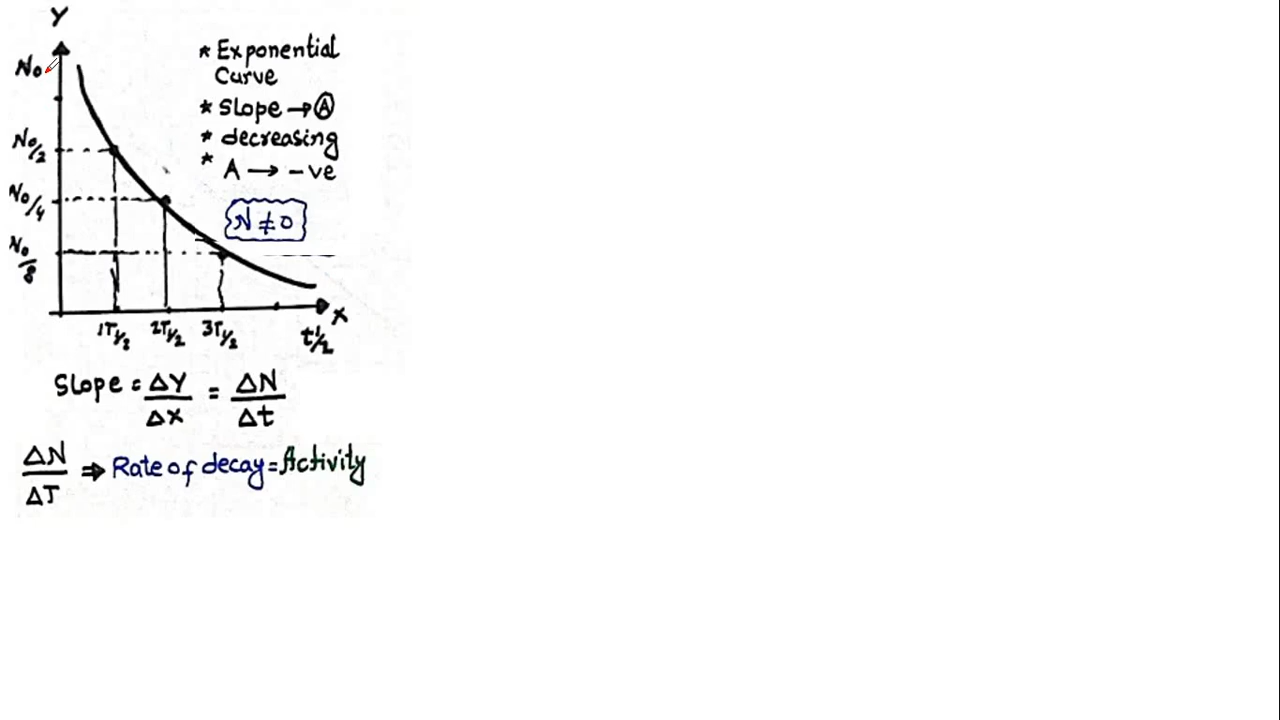 Y
No
* Exponential
Curve
* Slope → Ⓐ
* decreasing
* A → -ve
No/2
No/4
N ≠ 0
No/8
1T1/2 2T1/2 3T1/2 t1/2 X
Slope = ΔY/ΔX = ΔN/Δt
ΔN/ΔT ⇒ Rate of decay = Activity